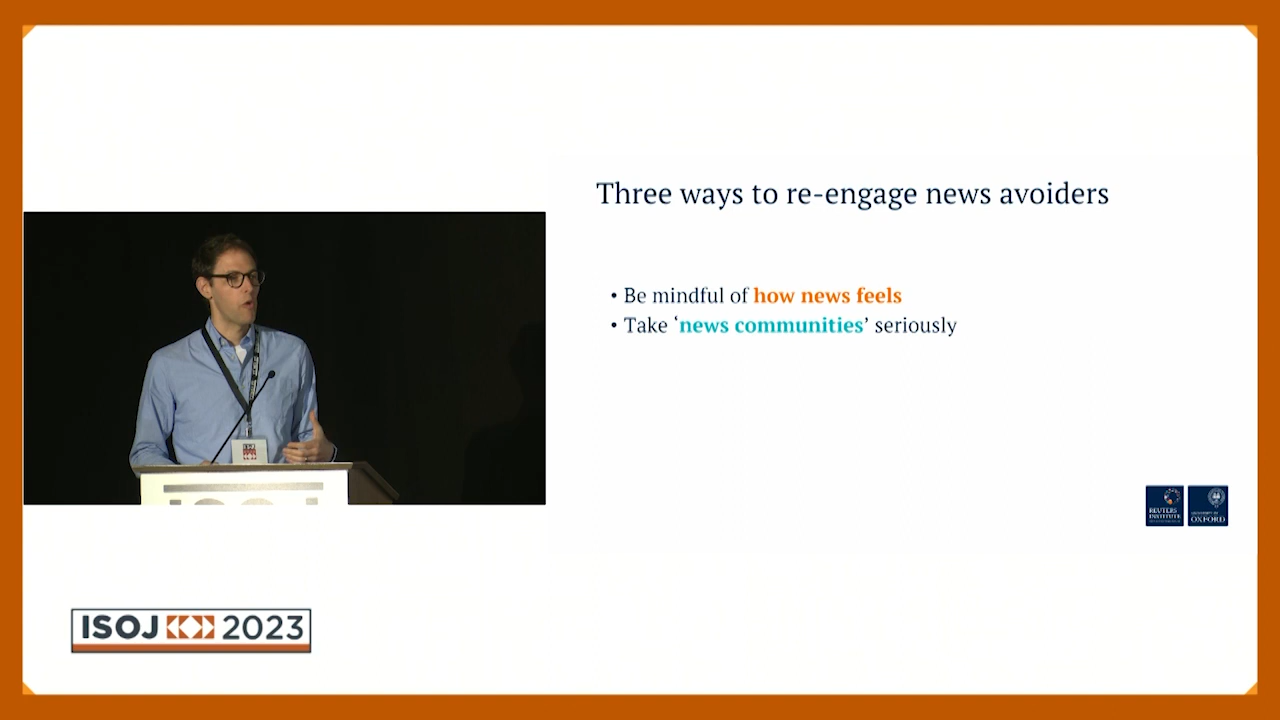 Three ways to re-engage news avoiders
• Be mindful of how news feels
• Take ‘news communities’ seriously
REUTERS
INSTITUTE
UNIVERSITY OF
OXFORD
ISOJ 2023